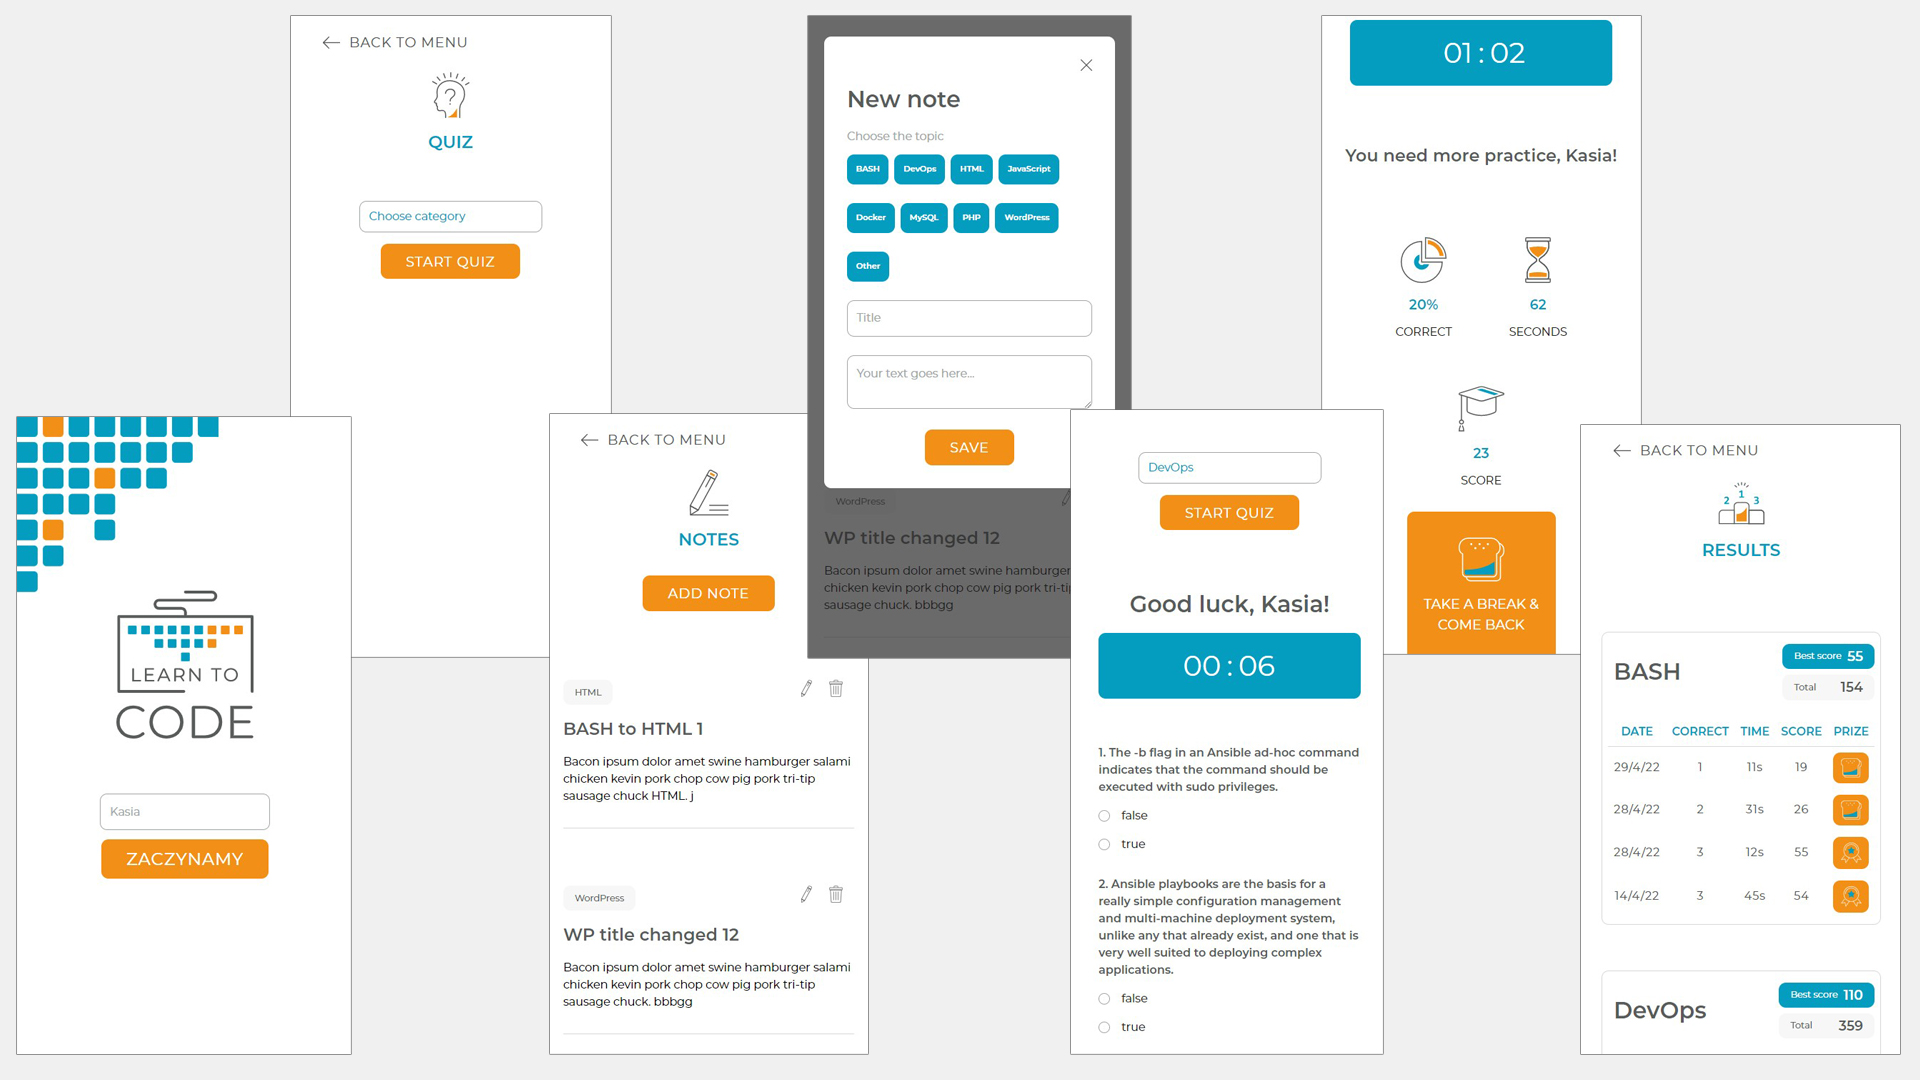 BACK TO MENU
QUIZ
Choose category
START QUIZ
LEARN TO
CODE
Kasia
ZACZYNAMY
BACK TO MENU
NOTES
ADD NOTE
HTML
BASH to HTML 1
Bacon ipsum dolor amet swine hamburger salami
chicken kevin pork chop cow pig pork tri-tip
sausage chuck HTML. j
WordPress
WP title changed 12
Bacon ipsum dolor amet swine hamburger salami
chicken kevin pork chop cow pig pork tri-tip
sausage chuck. bbbgg
New note
Choose the topic
BASH DevOps HTML JavaScript
Docker MySQL PHP WordPress
Other
Title
Your text goes here...
SAVE
WordPress
WP title changed 12
Bacon ipsum dolor amet swine hamburger
chicken kevin pork chop cow pig pork tri-tip
sausage chuck. bbbgg
DevOps
START QUIZ
Good luck, Kasia!
00 : 06
1. The -b flag in an Ansible ad-hoc command
indicates that the command should be
executed with sudo privileges.
false
true
2. Ansible playbooks are the basis for a
really simple configuration management
and multi-machine deployment system,
unlike any that already exist, and one that is
very well suited to deploying complex
applications.
false
true
01 : 02
You need more practice, Kasia!
20% 62
CORRECT SECONDS
23
SCORE
TAKE A BREAK &
COME BACK
BACK TO MENU
2 1 3
RESULTS
BASH
Best score 55
Total 154
DATE CORRECT TIME SCORE PRIZE
29/4/22 1 11s 19
28/4/22 2 31s 26
28/4/22 3 12s 55
14/4/22 3 45s 54
DevOps
Best score 110
Total 359